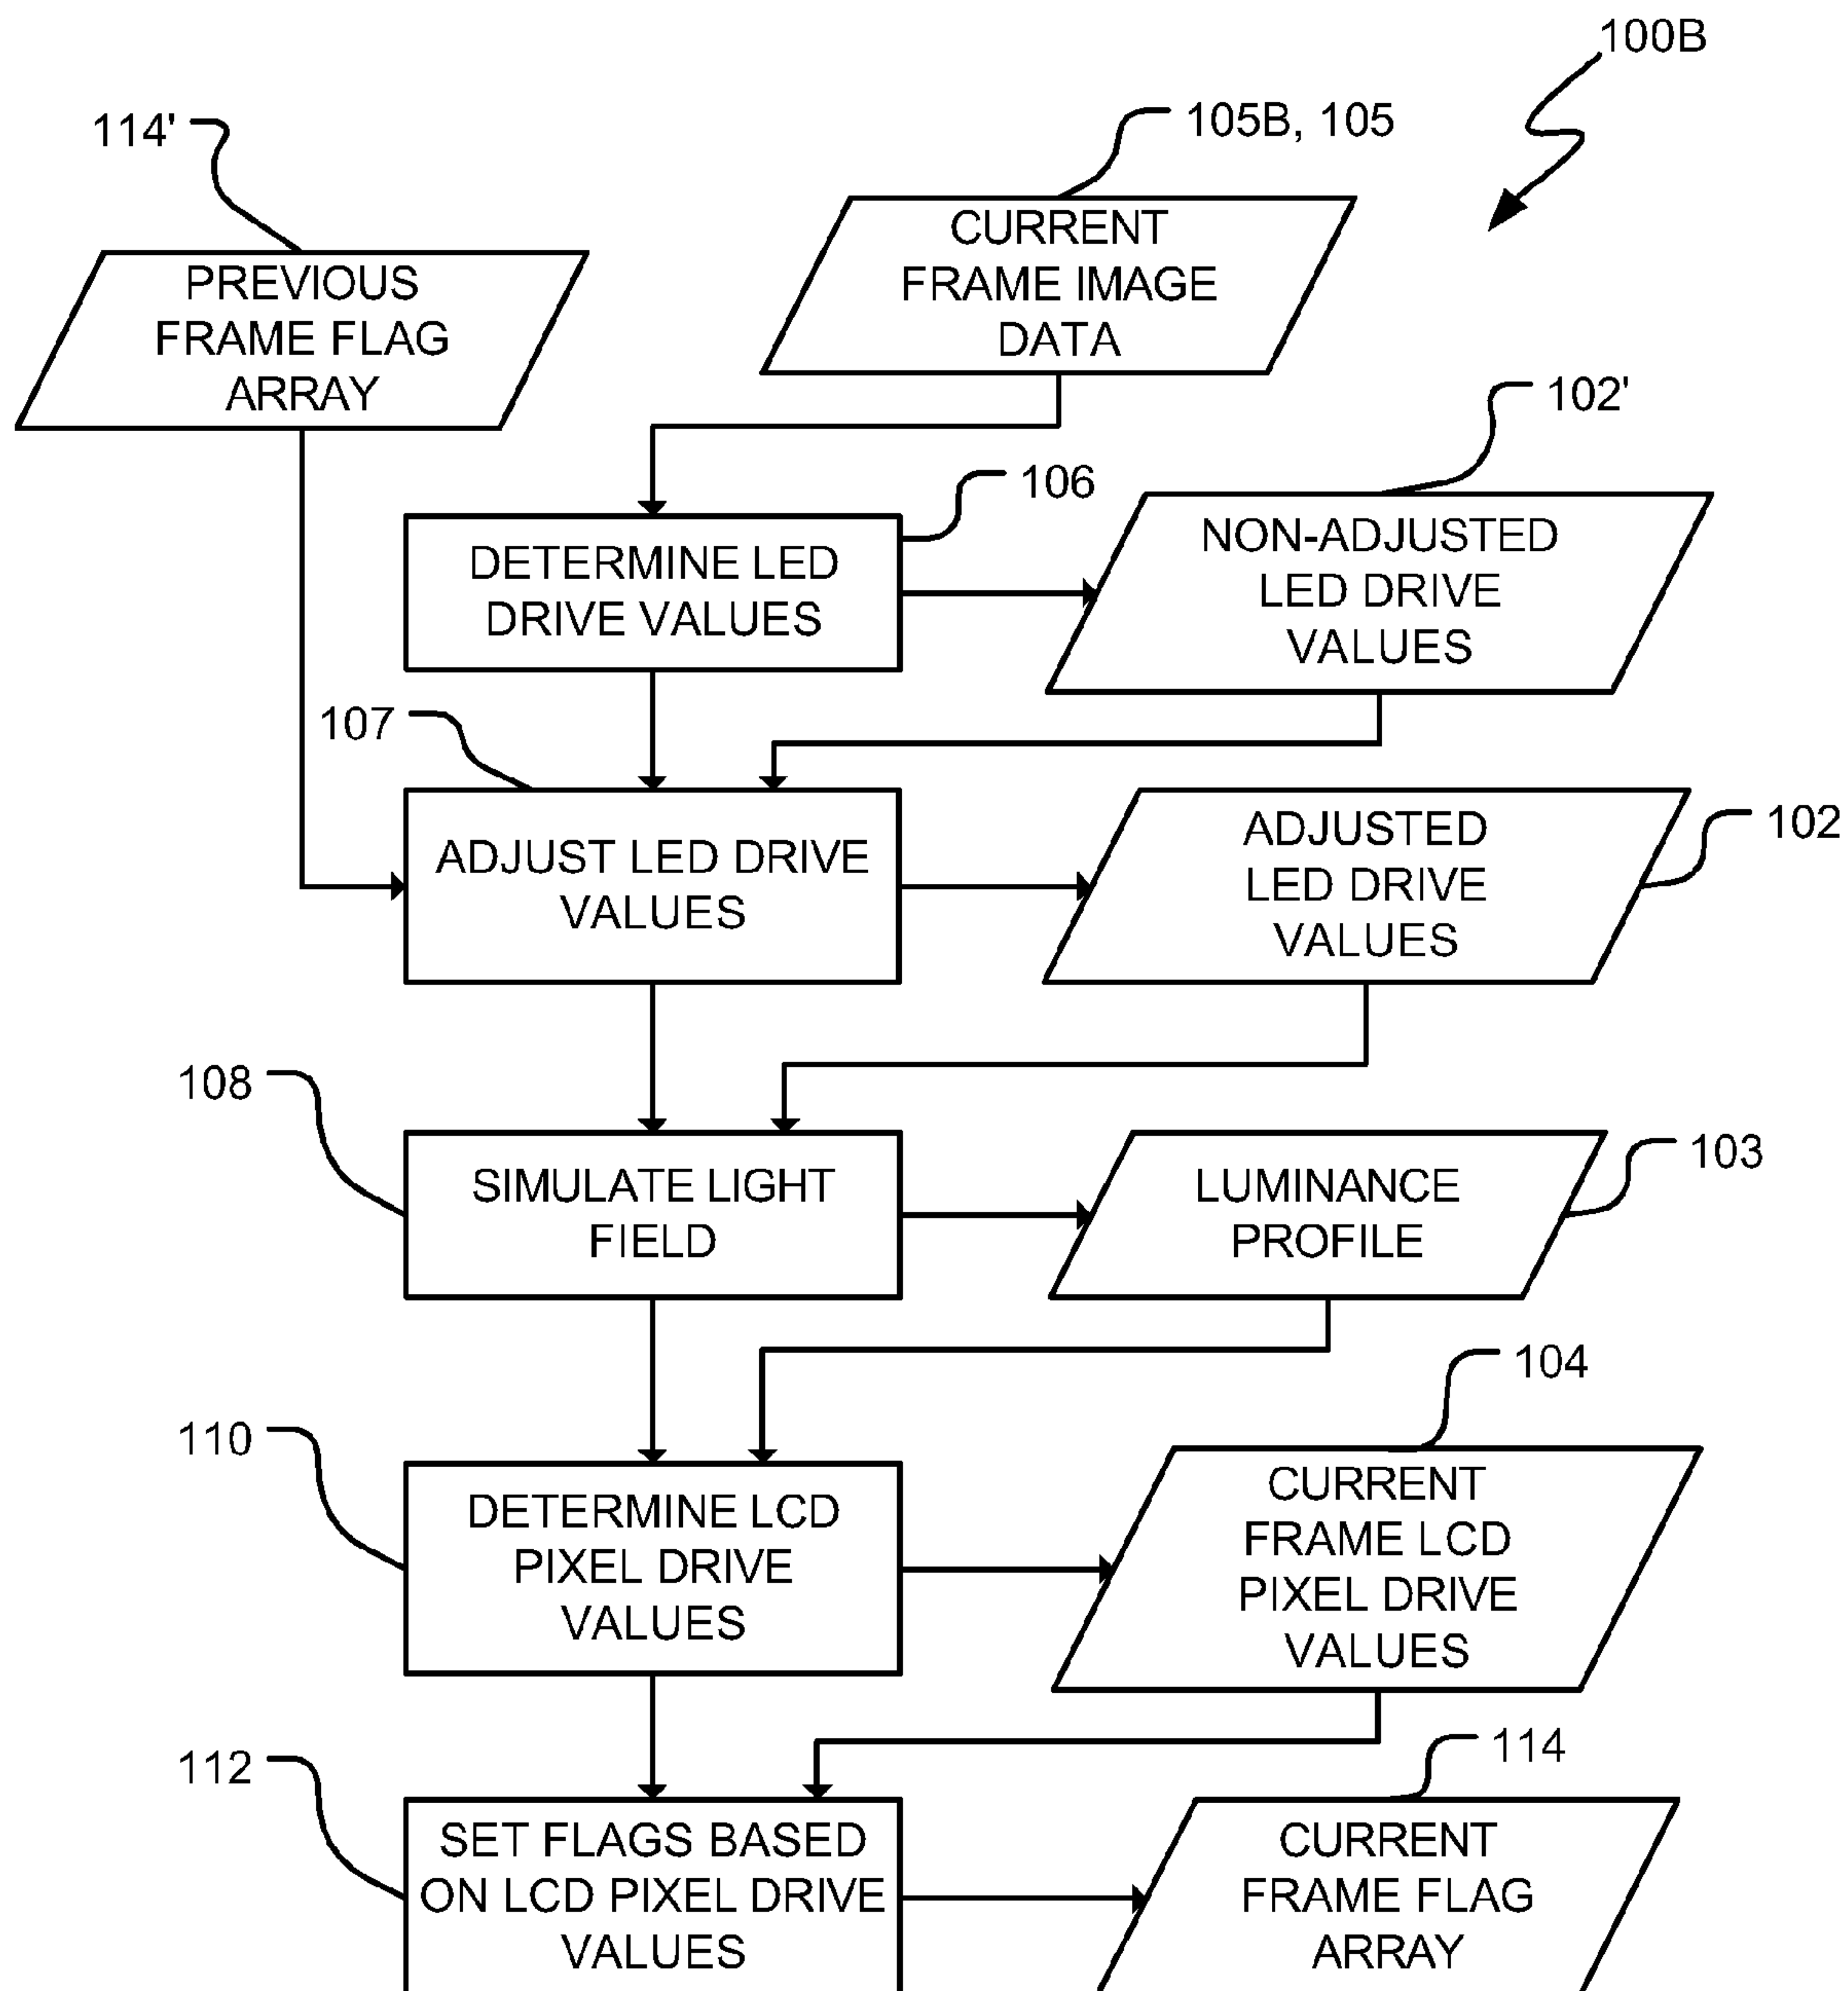 100B
105B, 105
114'
CURRENT
FRAME IMAGE
DATA
PREVIOUS
FRAME FLAG
ARRAY
102'
106
NON-ADJUSTED
LED DRIVE
VALUES
DETERMINE LED
DRIVE VALUES
107
ADJUST LED DRIVE
VALUES
ADJUSTED
LED DRIVE
VALUES
102
108
SIMULATE LIGHT
FIELD
LUMINANCE
PROFILE
103
104
110
DETERMINE LCD
PIXEL DRIVE
VALUES
CURRENT
FRAME LCD
PIXEL DRIVE
VALUES
112
114
SET FLAGS BASED
ON LCD PIXEL DRIVE
VALUES
CURRENT
FRAME FLAG
ARRAY